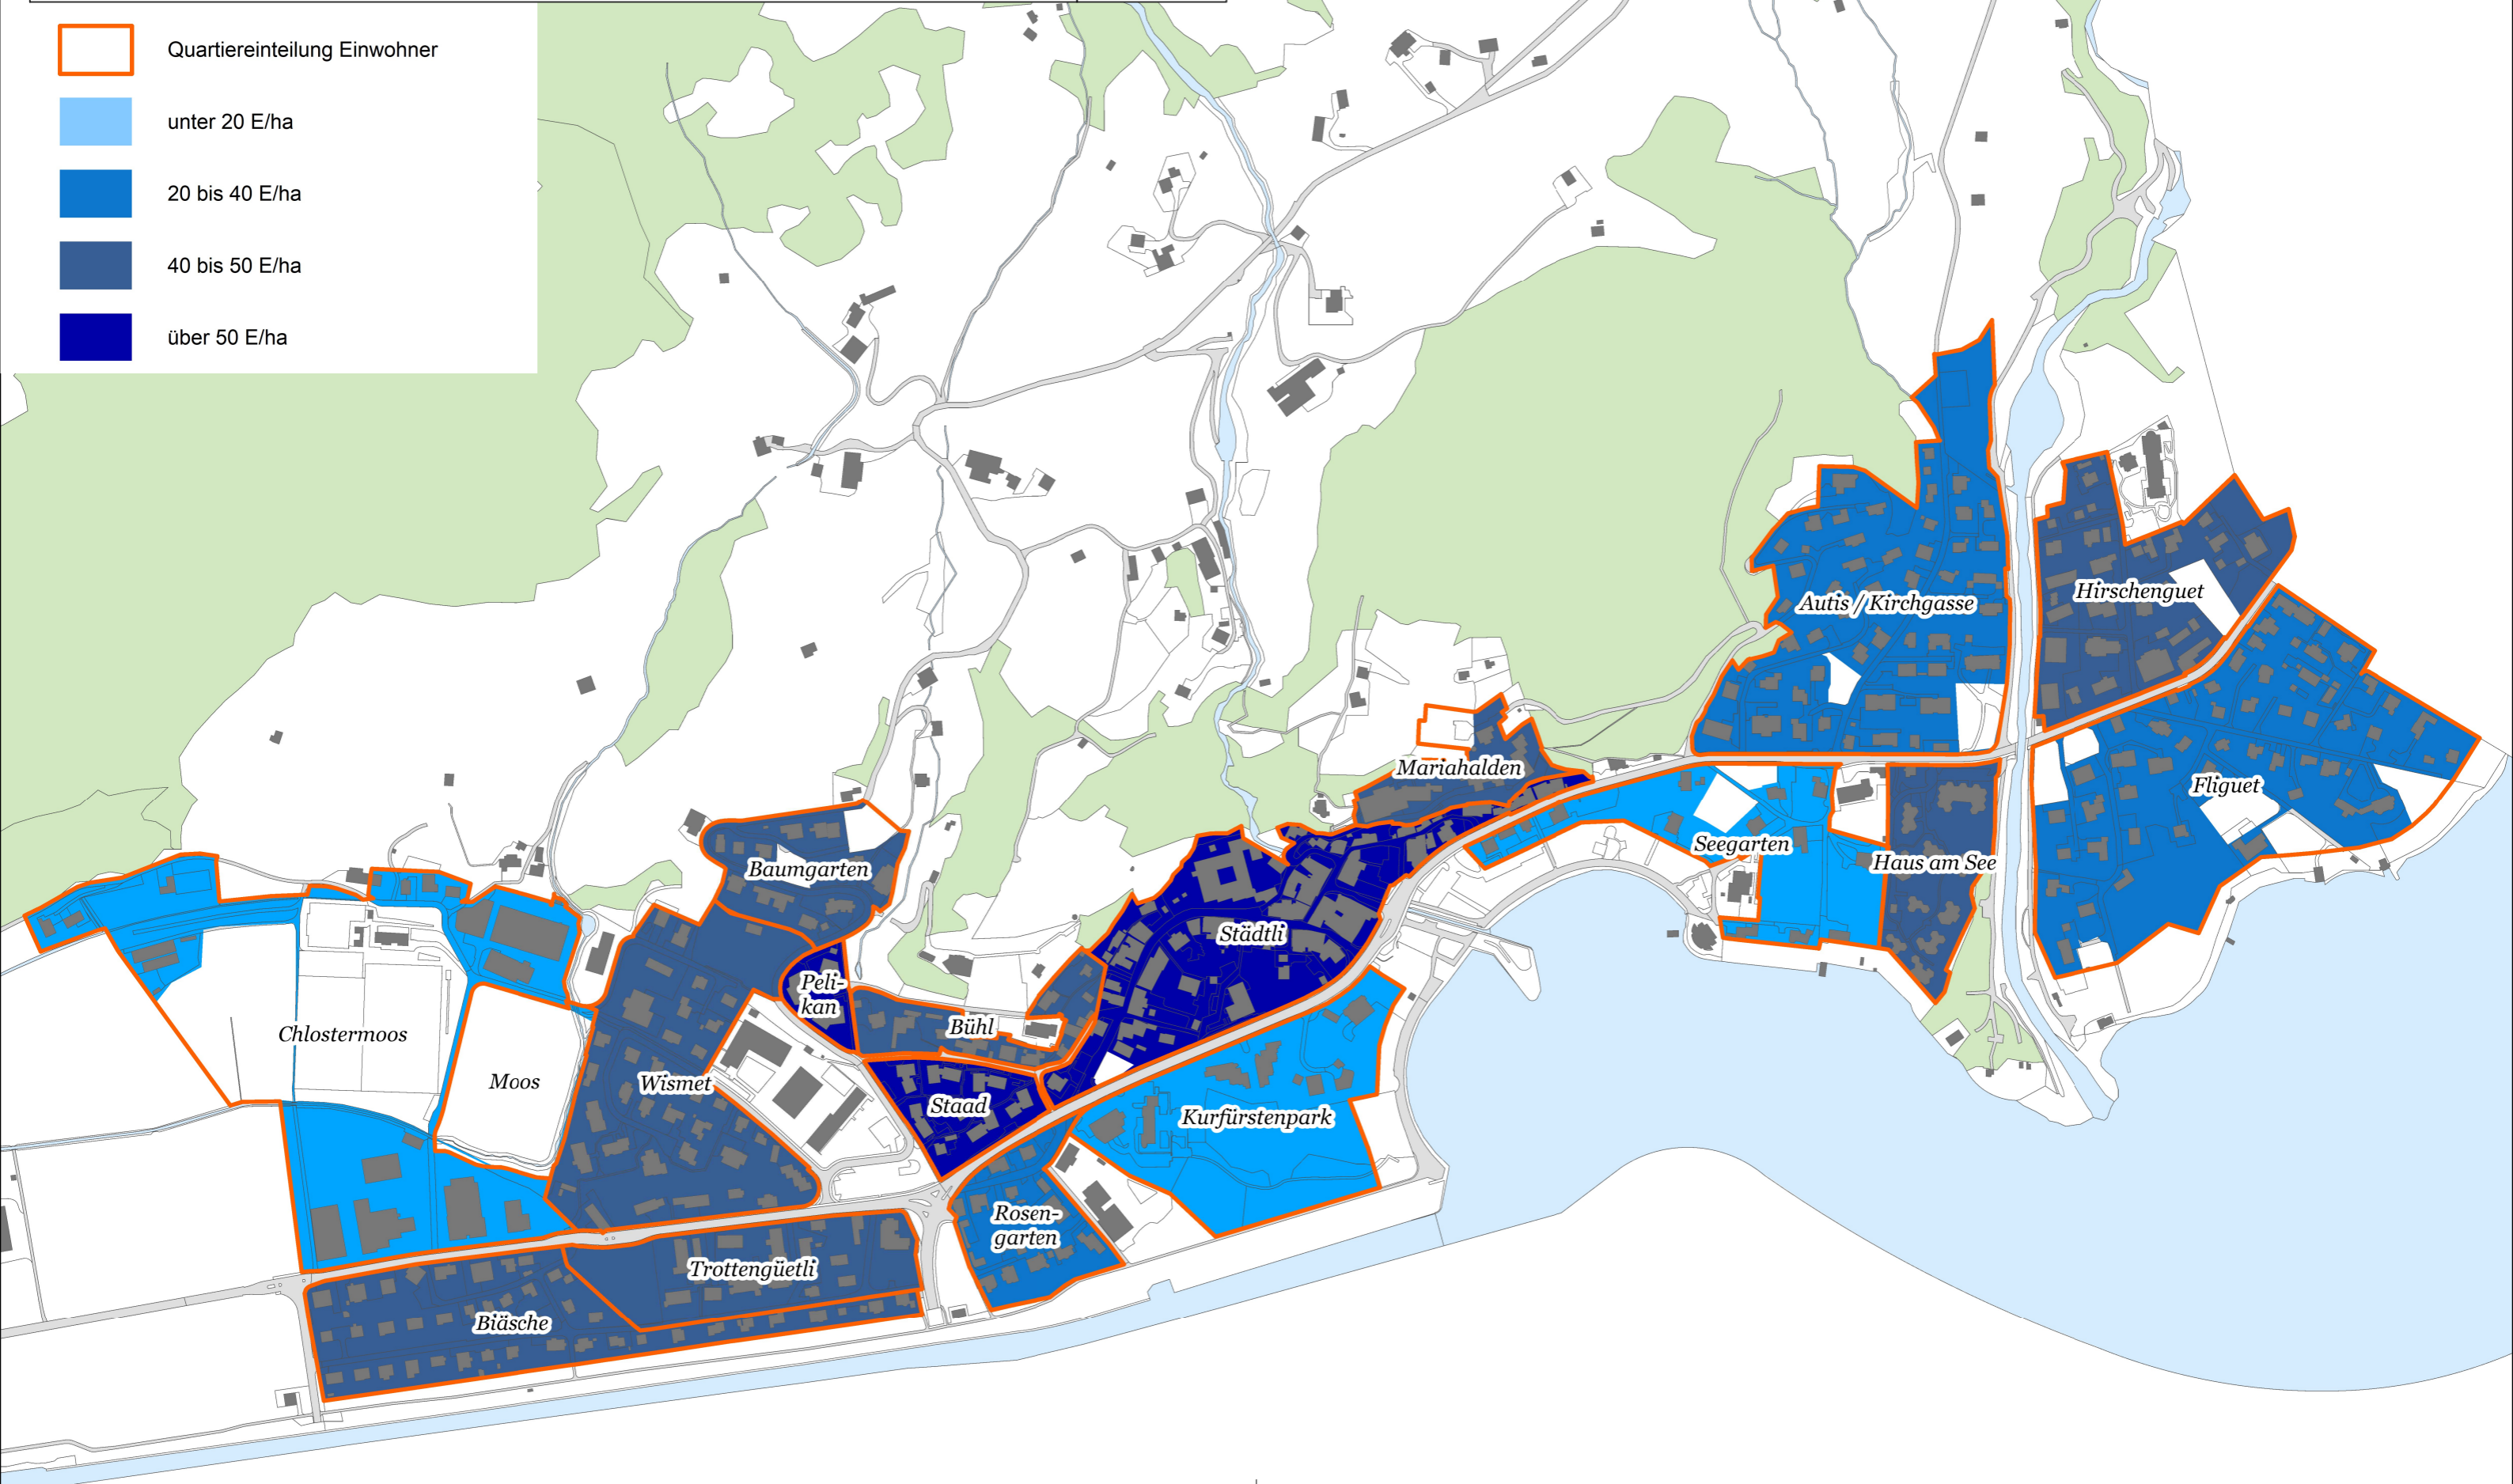 Quartiereinteilung Einwohner
unter 20 E/ha
20 bis 40 E/ha
40 bis 50 E/ha
über 50 E/ha
Autis / Kirchgasse
Hirschenguet
Mariahalden
Fliguet
Seegarten
Haus am See
Baumgarten
Städtli
Peli-
kan
Bühl
Chlostermoos
Moos
Wismet
Staad
Kurfürstenpark
Rosen-
garten
Trottengüetli
Biäsche